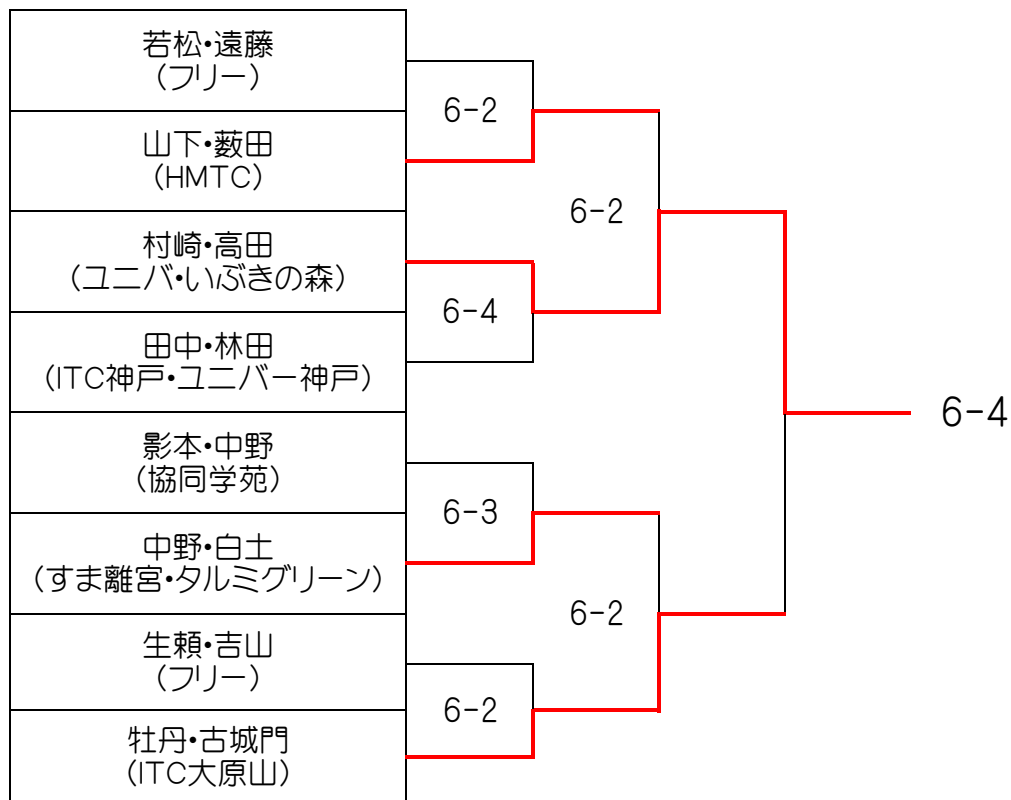 若松・遠藤
(フリー)
6-2
山下・薮田
(HMTC)
6-2
村崎・高田
(ユニバ・いぶきの森)
6-4
田中・林田
(ITC神戸・ユニバー神戸)
6-4
影本・中野
(協同学苑)
6-3
中野・白土
(すま離宮・タルミグリーン)
6-2
生頼・吉山
(フリー)
6-2
牡丹・古城門
(ITC大原山)